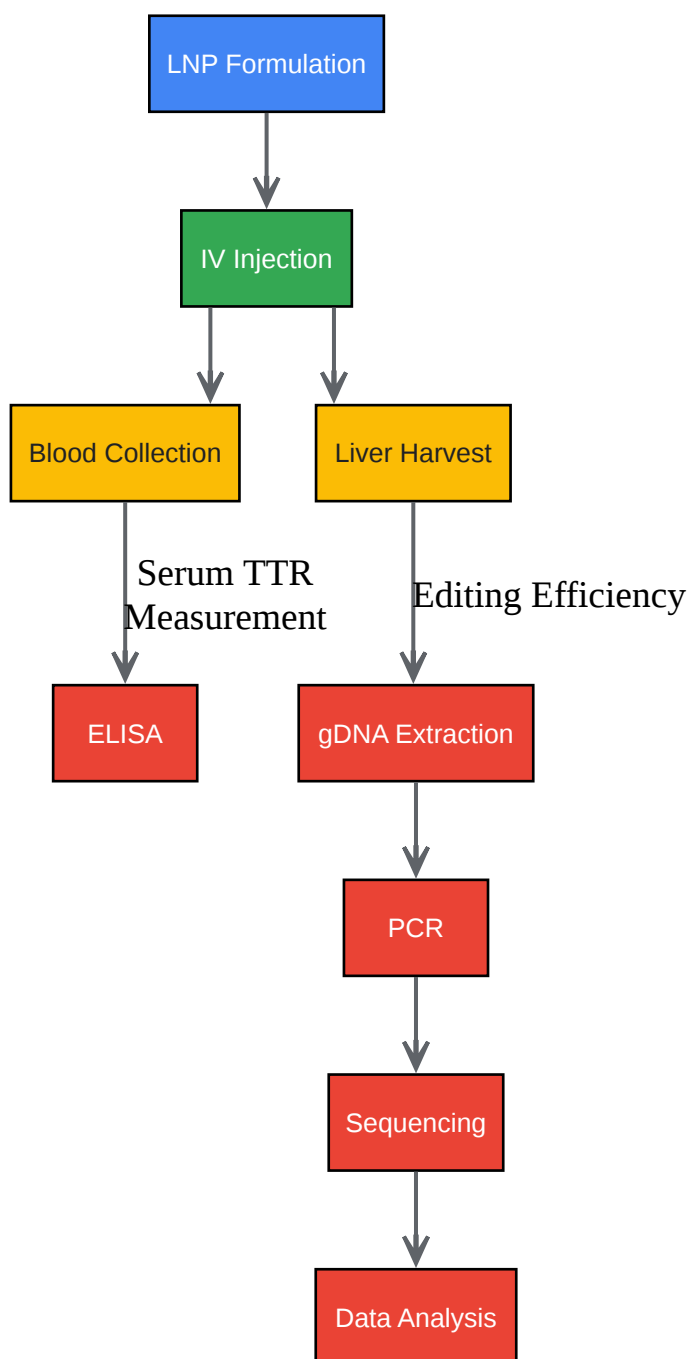 LNP Formulation
IV Injection
Blood Collection
Liver Harvest
Serum TTR
Measurement
Editing Efficiency
ELISA
gDNA Extraction
PCR
Sequencing
Data Analysis